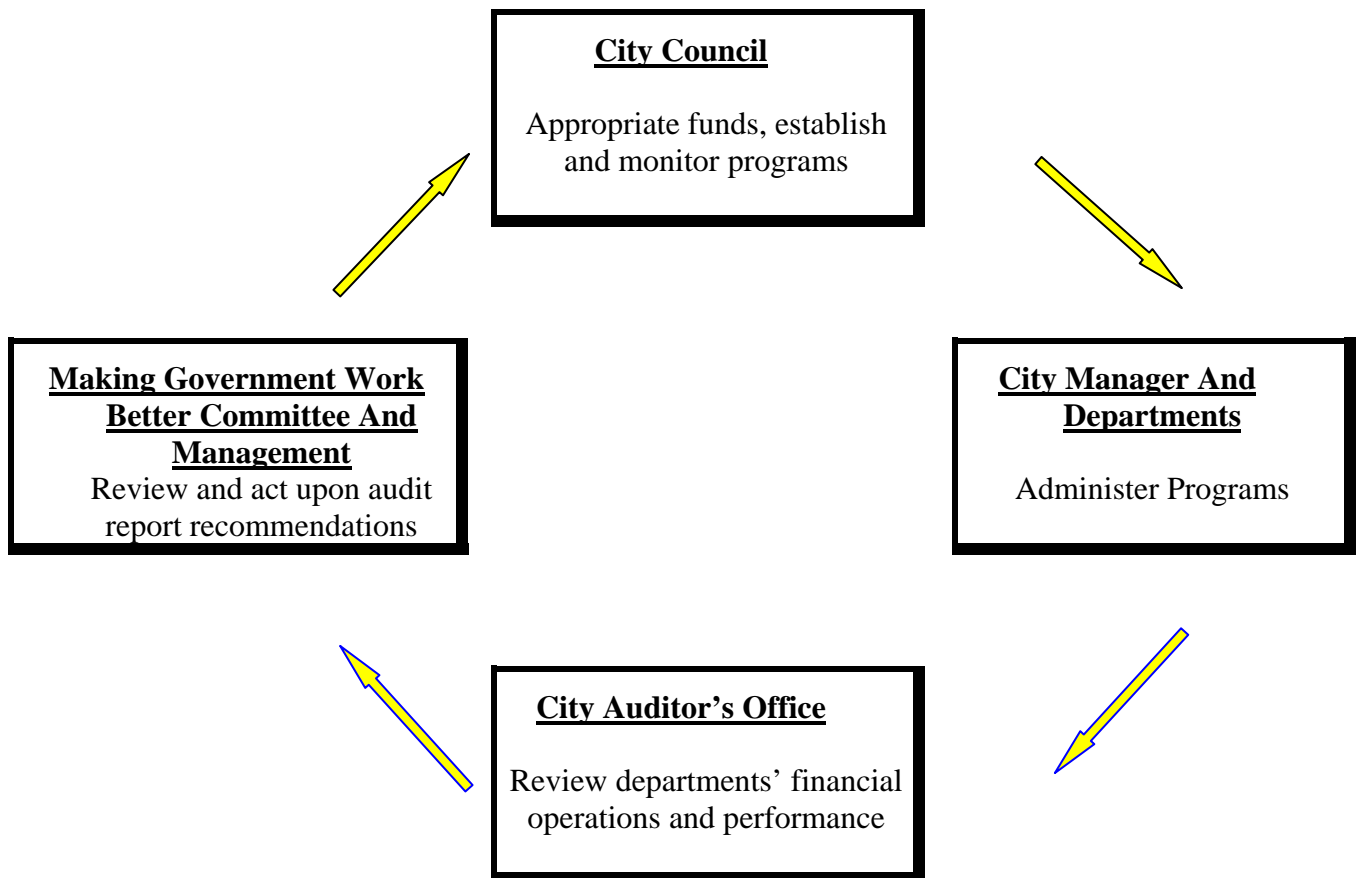 City Council
Appropriate funds, establish
and monitor programs
Making Government Work
Better Committee And
Management
Review and act upon audit
report recommendations
City Manager And
Departments
Administer Programs
City Auditor’s Office
Review departments’ financial
operations and performance